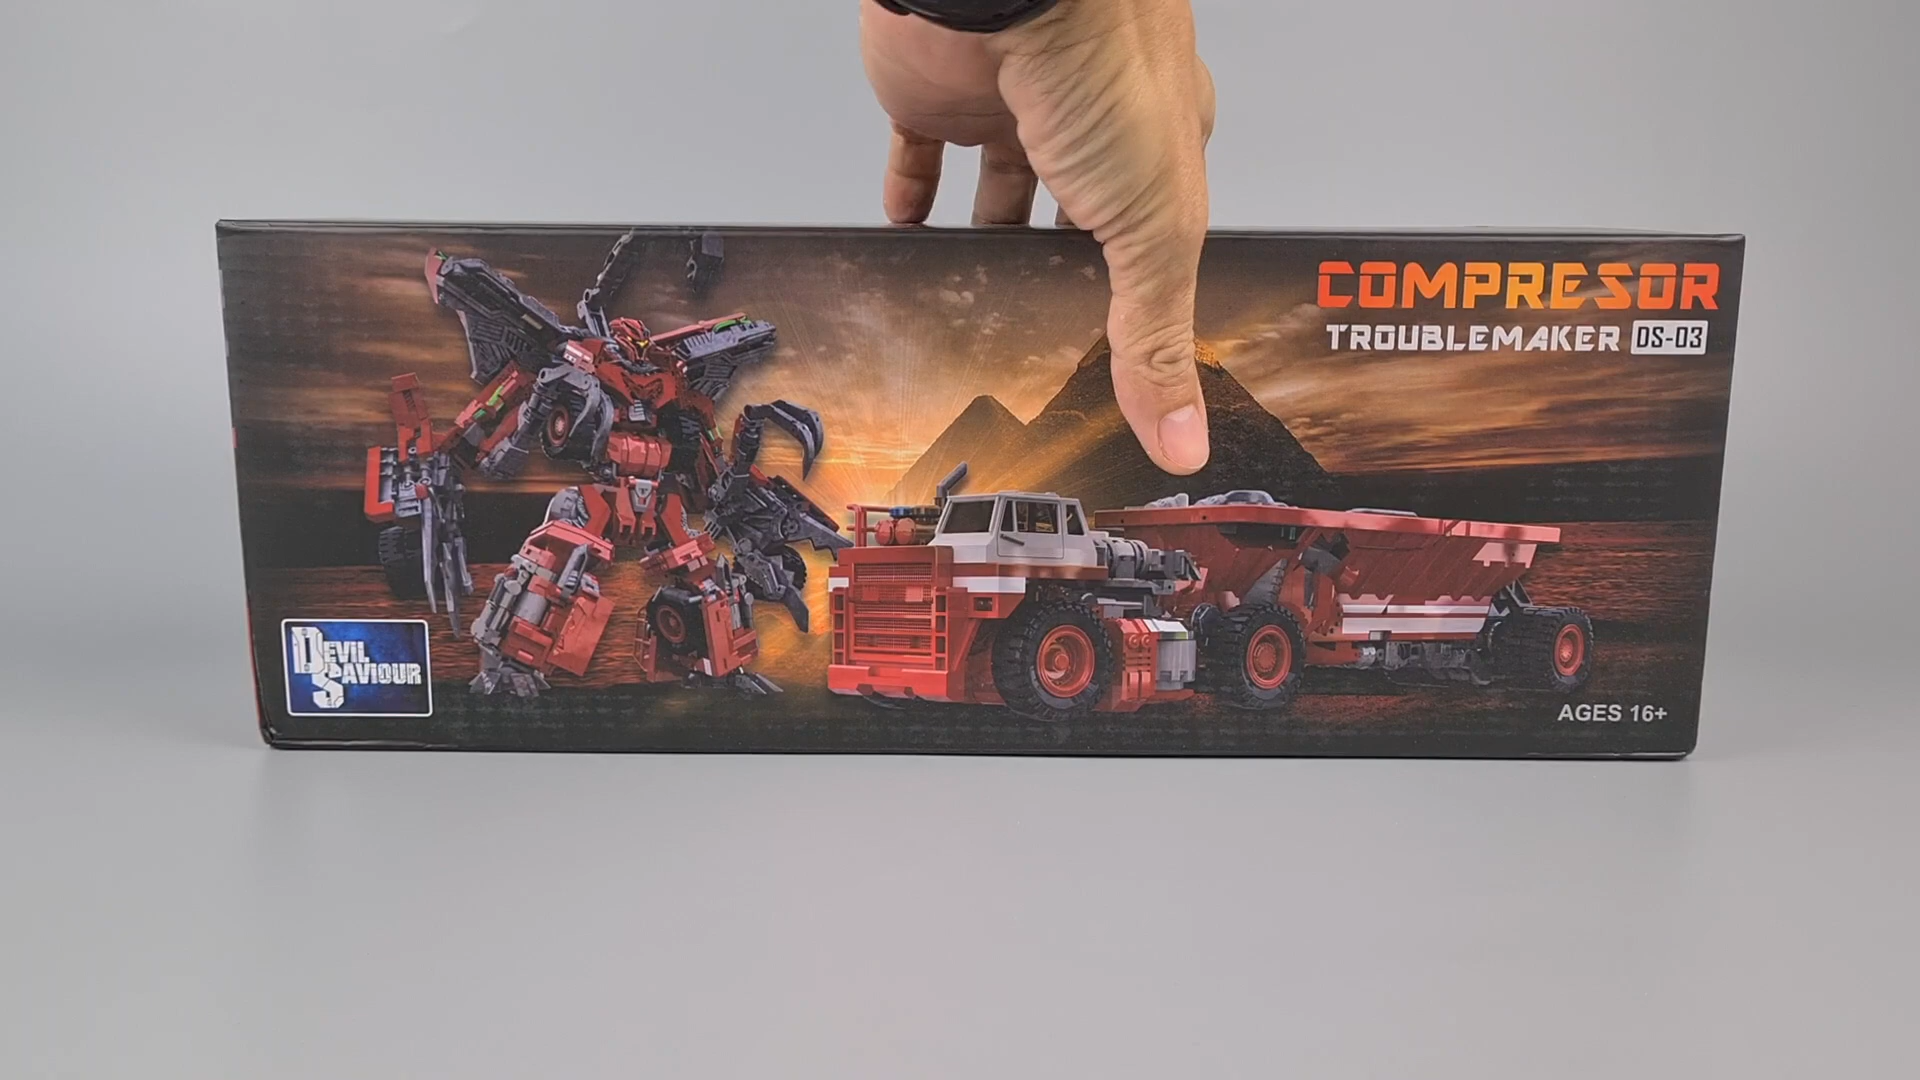 COMPRESOR
TROUBLEMAKER DS-03
DEVIL
SAVIOUR
AGES 16+